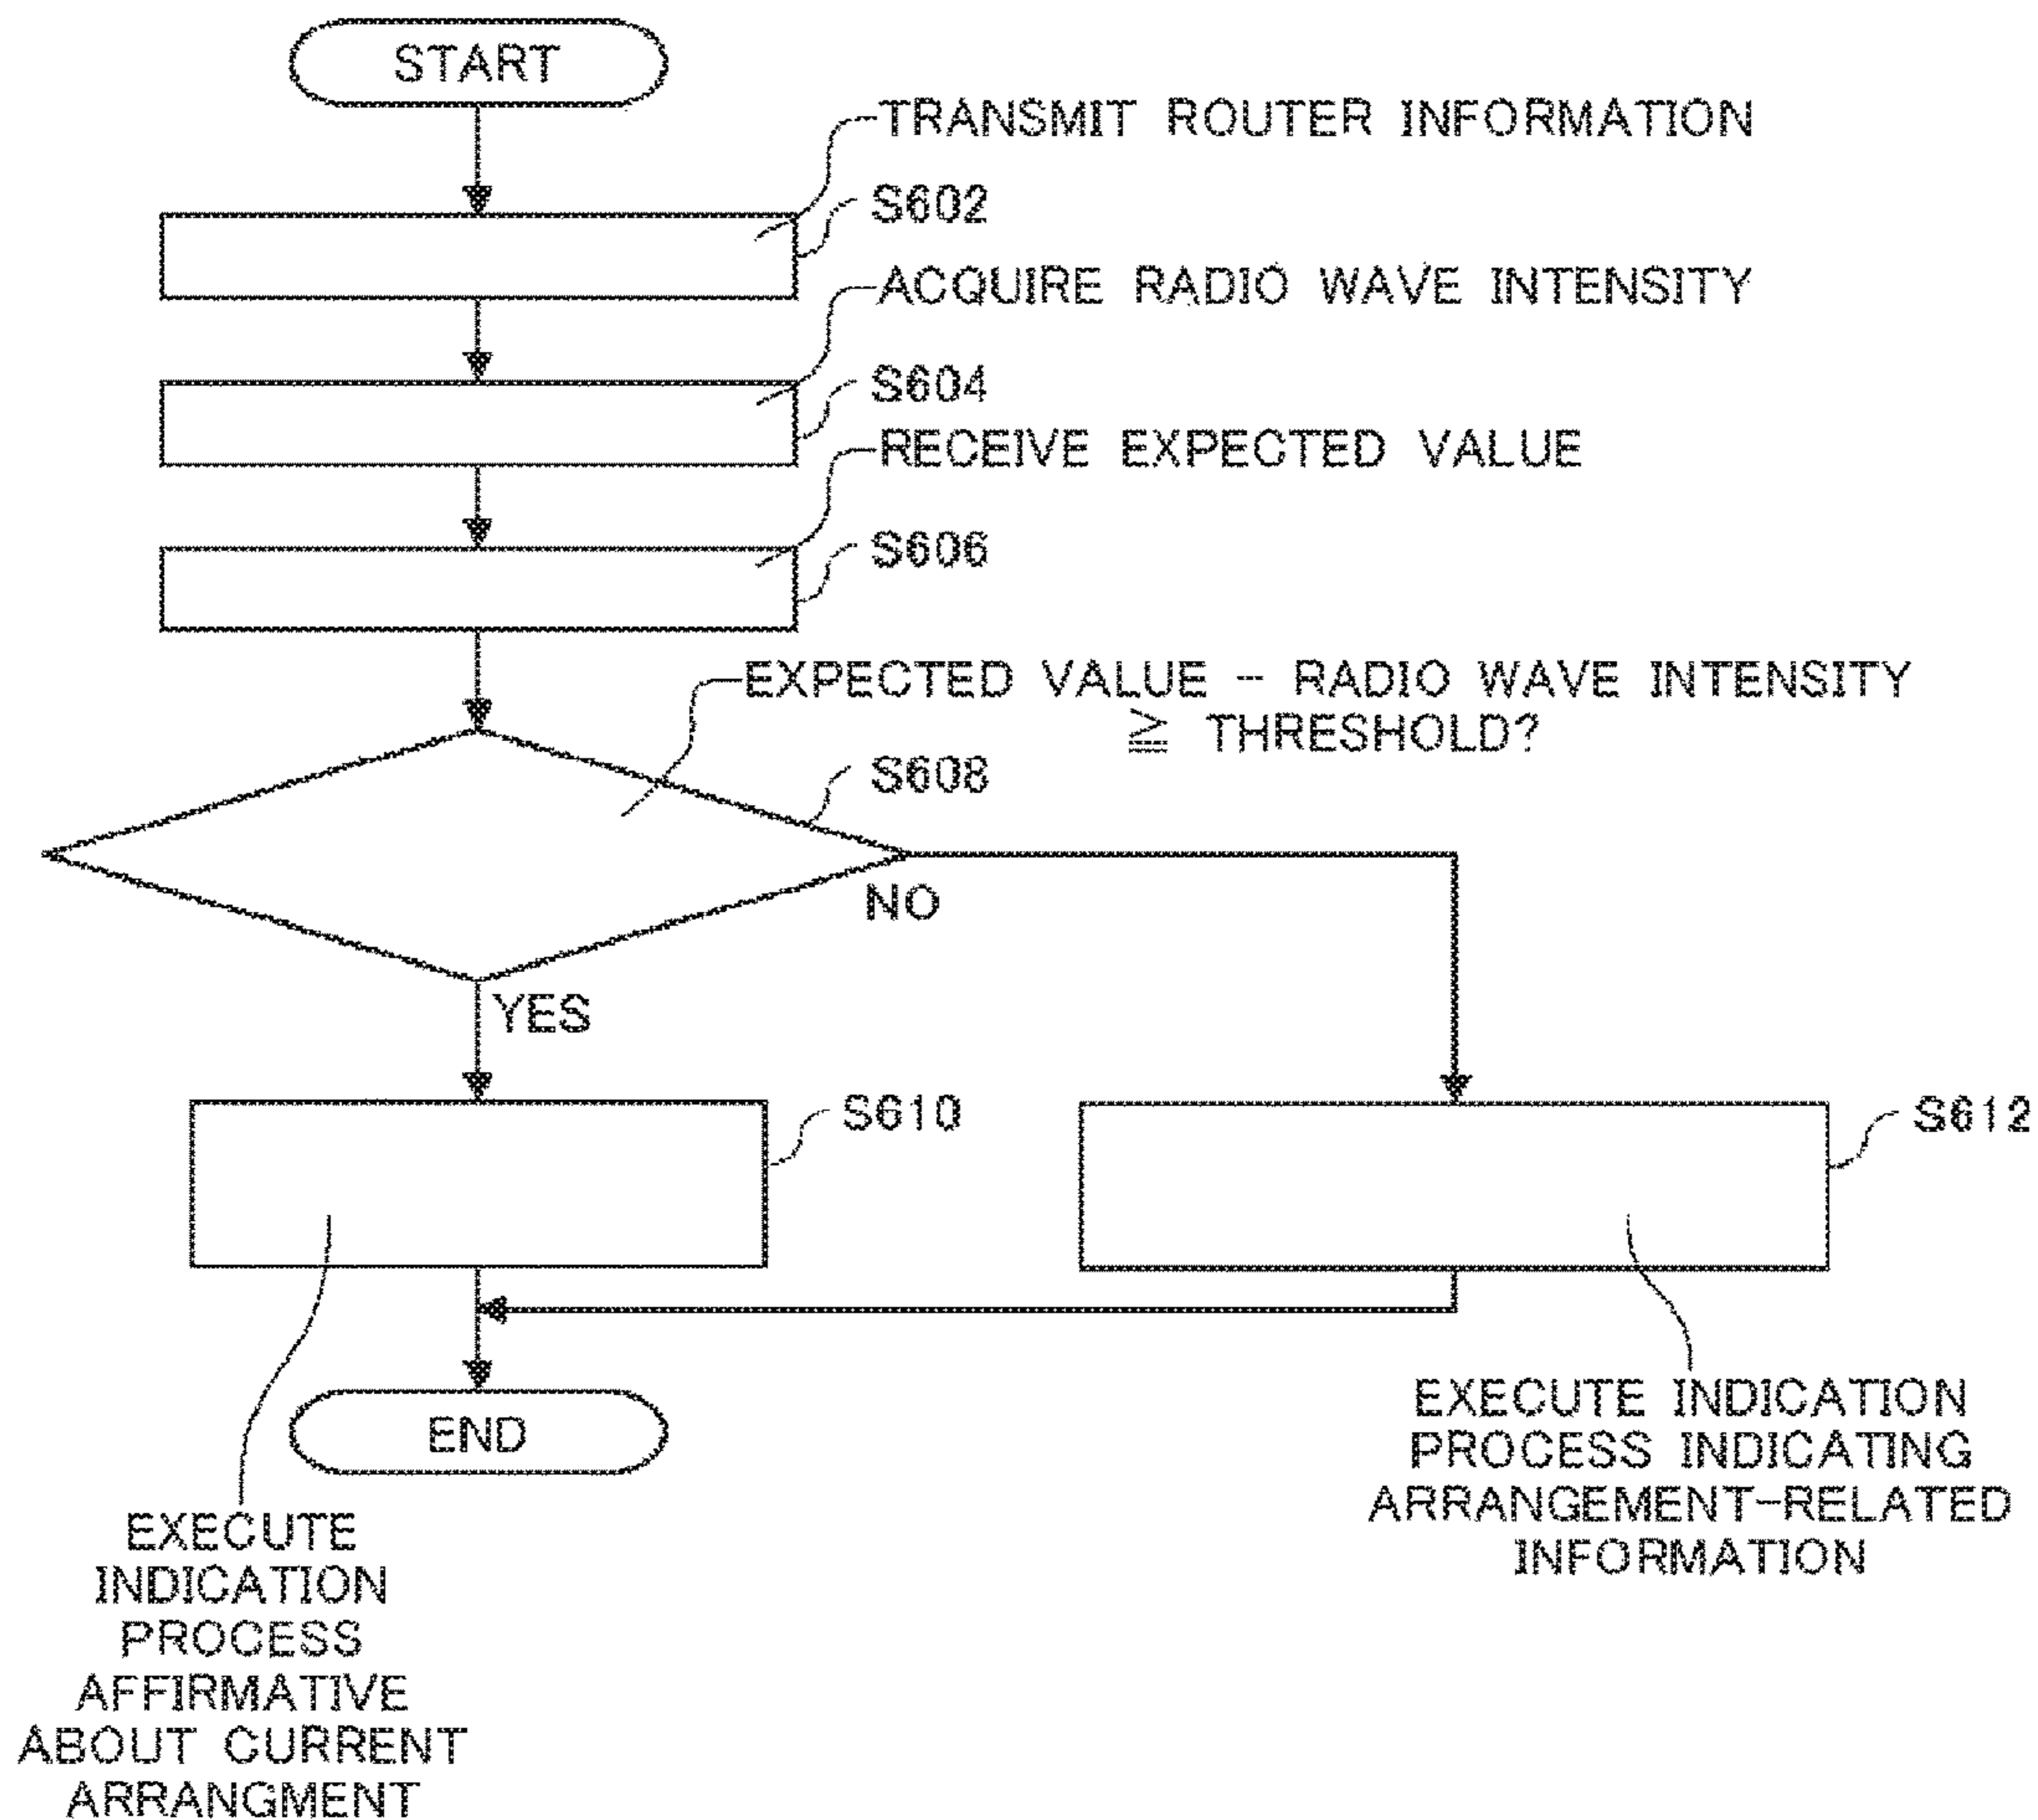 START
TRANSMIT ROUTER INFORMATION
S602
ACQUIRE RADIO WAVE INTENSITY
S604
RECEIVE EXPECTED VALUE
S606
EXPECTED VALUE - RADIO WAVE INTENSITY
≧ THRESHOLD?
S608
NO
YES
S610
S612
END
EXECUTE INDICATION
PROCESS INDICATING
ARRANGEMENT-RELATED
INFORMATION
EXECUTE
INDICATION
PROCESS
AFFIRMATIVE
ABOUT CURRENT
ARRANGMENT